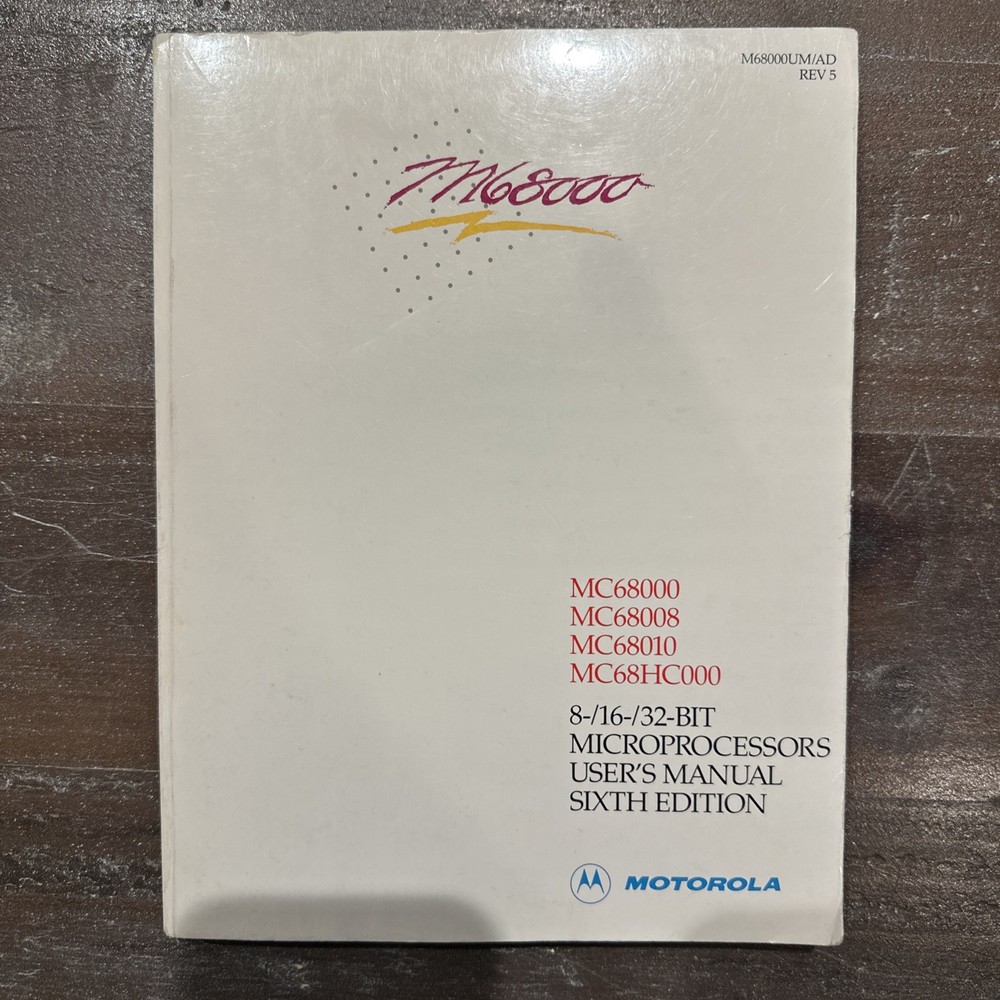 M68000UM/AD
REV 5
M68000
MC68000
MC68008
MC68010
MC68HC000
8-/16-/32-BIT
MICROPROCESSORS
USER'S MANUAL
SIXTH EDITION
MOTOROLA